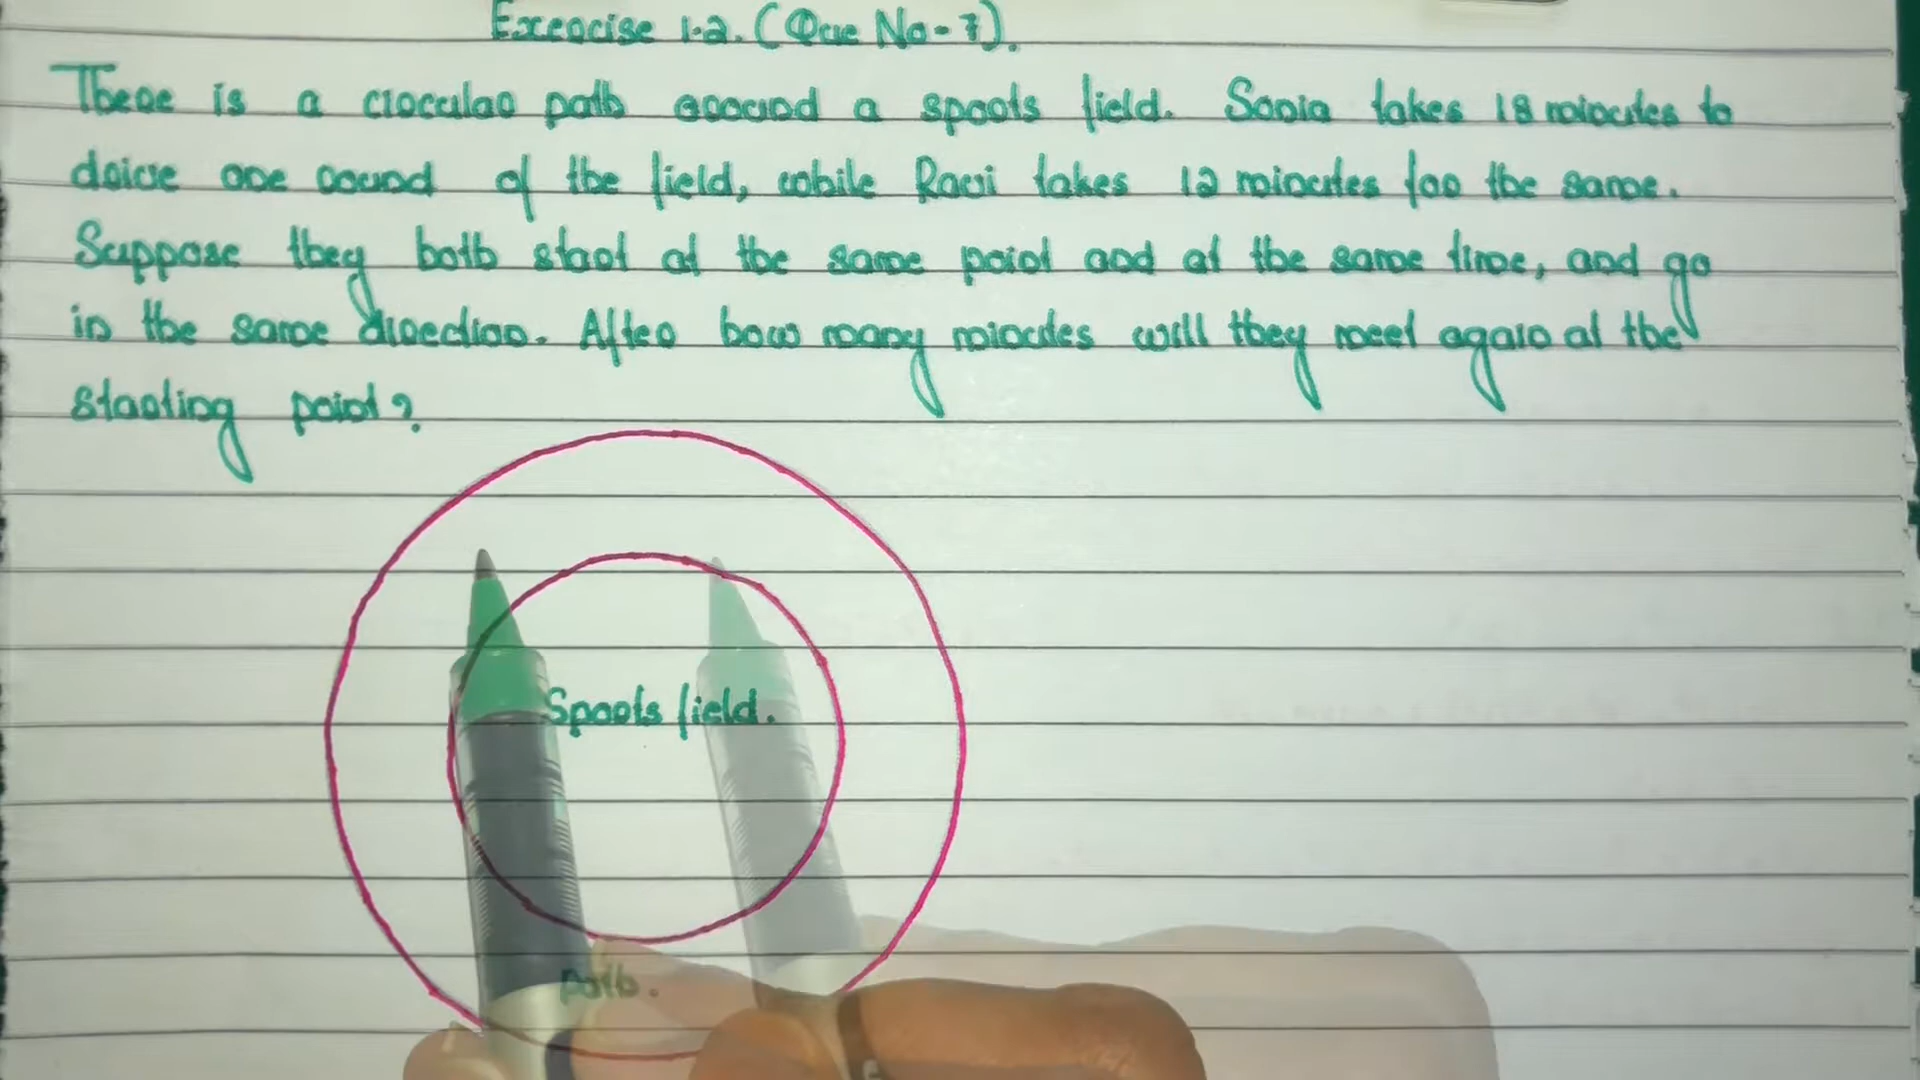 Exercise 1.2. (Que No-7).
There is a circular path around a sports field. Sonia takes 18 minutes to
drive one round of the field, while Ravi takes 12 minutes for the same.
Suppose they both start at the same point and at the same time, and go
in the same direction. After how many minutes will they meet again at the
starting point?
Sports field.
path.